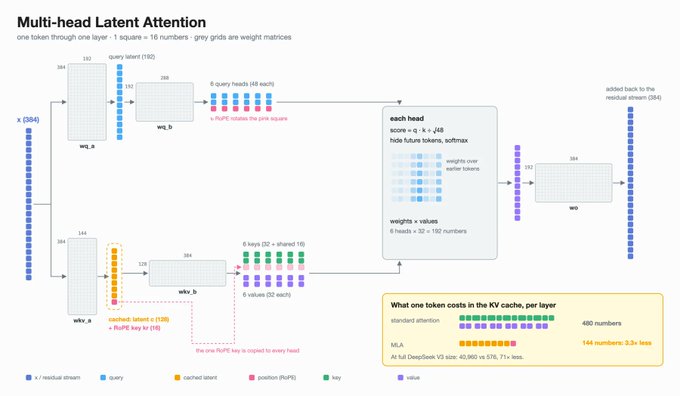 Multi-head Latent Attention
one token through one layer · 1 square = 16 numbers · grey grids are weight matrices
x (384)
192
384
wq_a
query latent (192)
288
192
wq_b
6 query heads (48 each)
↻ RoPE rotates the pink square
144
384
wkv_a
cached: latent c (128)
+ RoPE key kr (16)
384
128
wkv_b
6 keys (32 + shared 16)
6 values (32 each)
the one RoPE key is copied to every head
each head
score = q · k ÷ √48
hide future tokens, softmax
weights over
earlier tokens
weights × values
6 heads × 32 = 192 numbers
384
192
wo
added back to the
residual stream (384)
What one token costs in the KV cache, per layer
standard attention
480 numbers
MLA
144 numbers: 3.3× less
At full DeepSeek V3 size: 40,960 vs 576, 71× less.
x / residual stream
query
cached latent
position (RoPE)
key
value